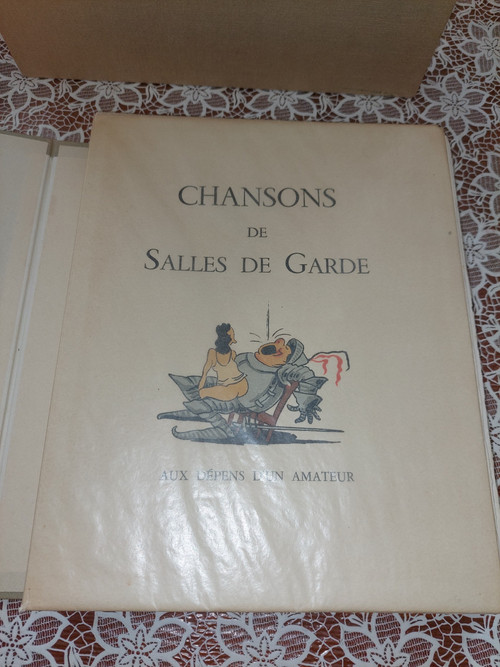 CHANSONS
DE
SALLES DE GARDE
AUX DÉPENS D'UN AMATEUR